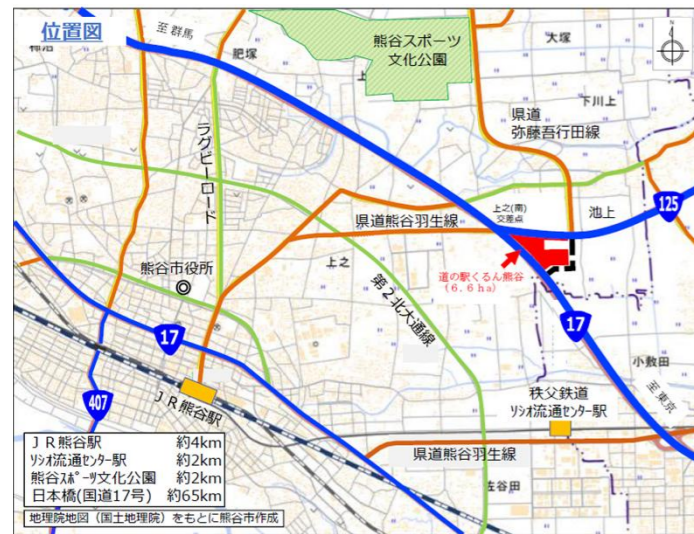 位置図
至 群馬
肥塚
熊谷スポーツ
文化公園
大塚
N
下川上
県道
弥藤吾行田線
ラグビーロード
県道熊谷羽生線
上之(南)
交差点
池上
125
熊谷市役所
上之
道の駅くるん熊谷
(6.6ha)
第2北大通線
17
17
小敷田
至東京
407
JR熊谷駅
秩父鉄道
ソシオ流通センター駅
県道熊谷羽生線
佐谷田
JR熊谷駅 約4km
ソシオ流通センター駅 約2km
熊谷スポーツ文化公園 約2km
日本橋(国道17号) 約65km
地理院地図(国土地理院)をもとに熊谷市作成